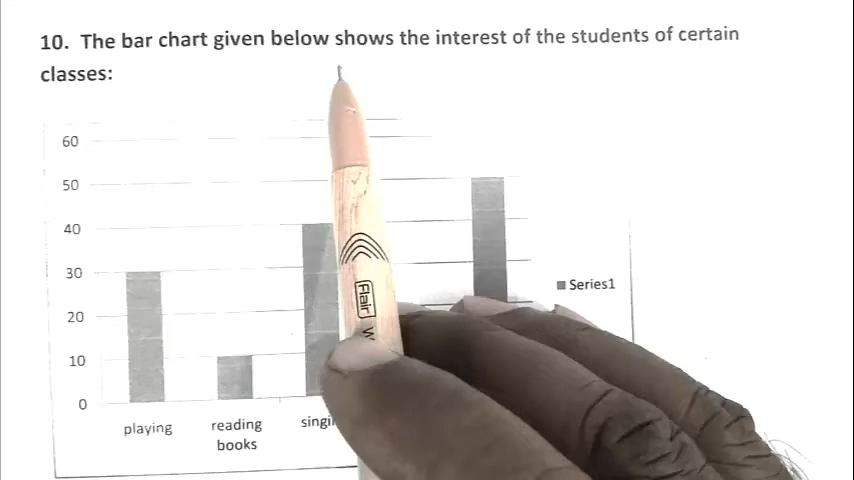 10. The bar chart given below shows the interest of the students of certain
classes:
60
50
40
30
20
10
0
Series1
playing
reading
books
Flair